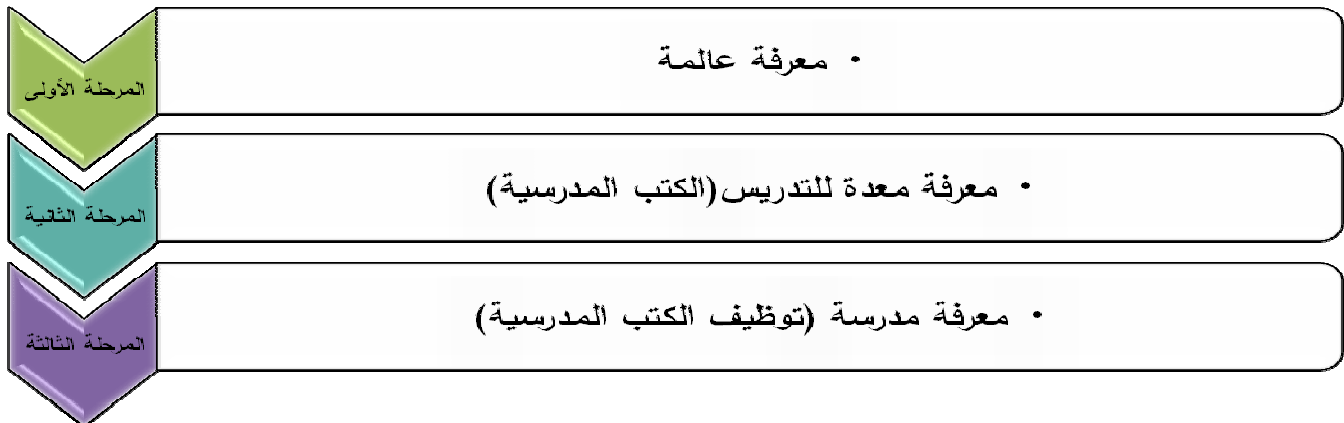 المرحلة الأولى
• معرفة عالمة
المرحلة الثانية
• معرفة معدة للتدريس(الكتب المدرسية)
المرحلة الثالثة
• معرفة مدرسة (توظيف الكتب المدرسية)